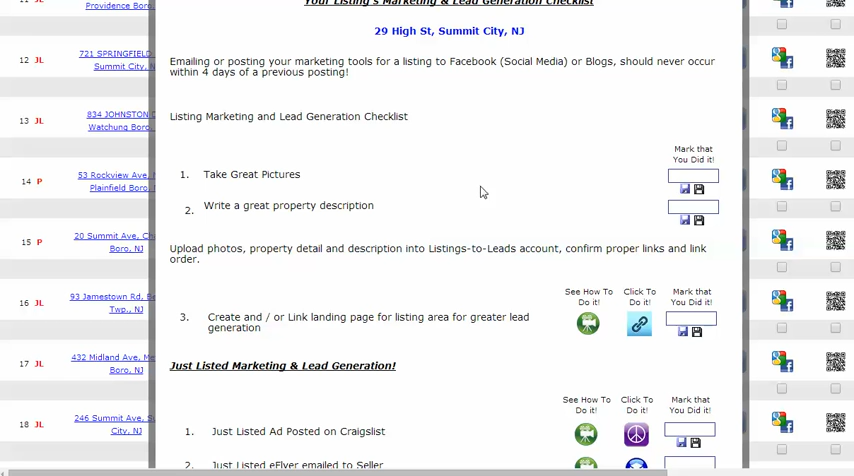 11 JL
Providence Boro.
Your Listing's Marketing & Lead Generation Checklist
29 High St, Summit City, NJ
12 JL 721 SPRINGFIELD
Summit City, N
Emailing or posting your marketing tools for a listing to Facebook (Social Media) or Blogs, should never occur
within 4 days of a previous posting!
13 JL 834 JOHNSTON D
Watchung Boro.,
Listing Marketing and Lead Generation Checklist
Mark that
You Did it!
14 P 53 Rockview Ave, N
Plainfield Boro.,
1. Take Great Pictures
2. Write a great property description
15 P 20 Summit Ave, Ch
Boro, NJ
Upload photos, property detail and description into Listings-to-Leads account, confirm proper links and link
order.
16 JL 93 Jamestown Rd, Be
Twp., NJ
See How To
Do it!
Click To
Do it!
Mark that
You Did it!
3. Create and / or Link landing page for listing area for greater lead
generation
17 JL 432 Midland Ave, Me
Boro, NJ
Just Listed Marketing & Lead Generation!
See How To
Do it!
Click To
Do it!
Mark that
You Did it!
18 JL 246 Summit Ave, Su
City, NJ
1. Just Listed Ad Posted on Craigslist
2. Just Listed eFlyer emailed to Seller